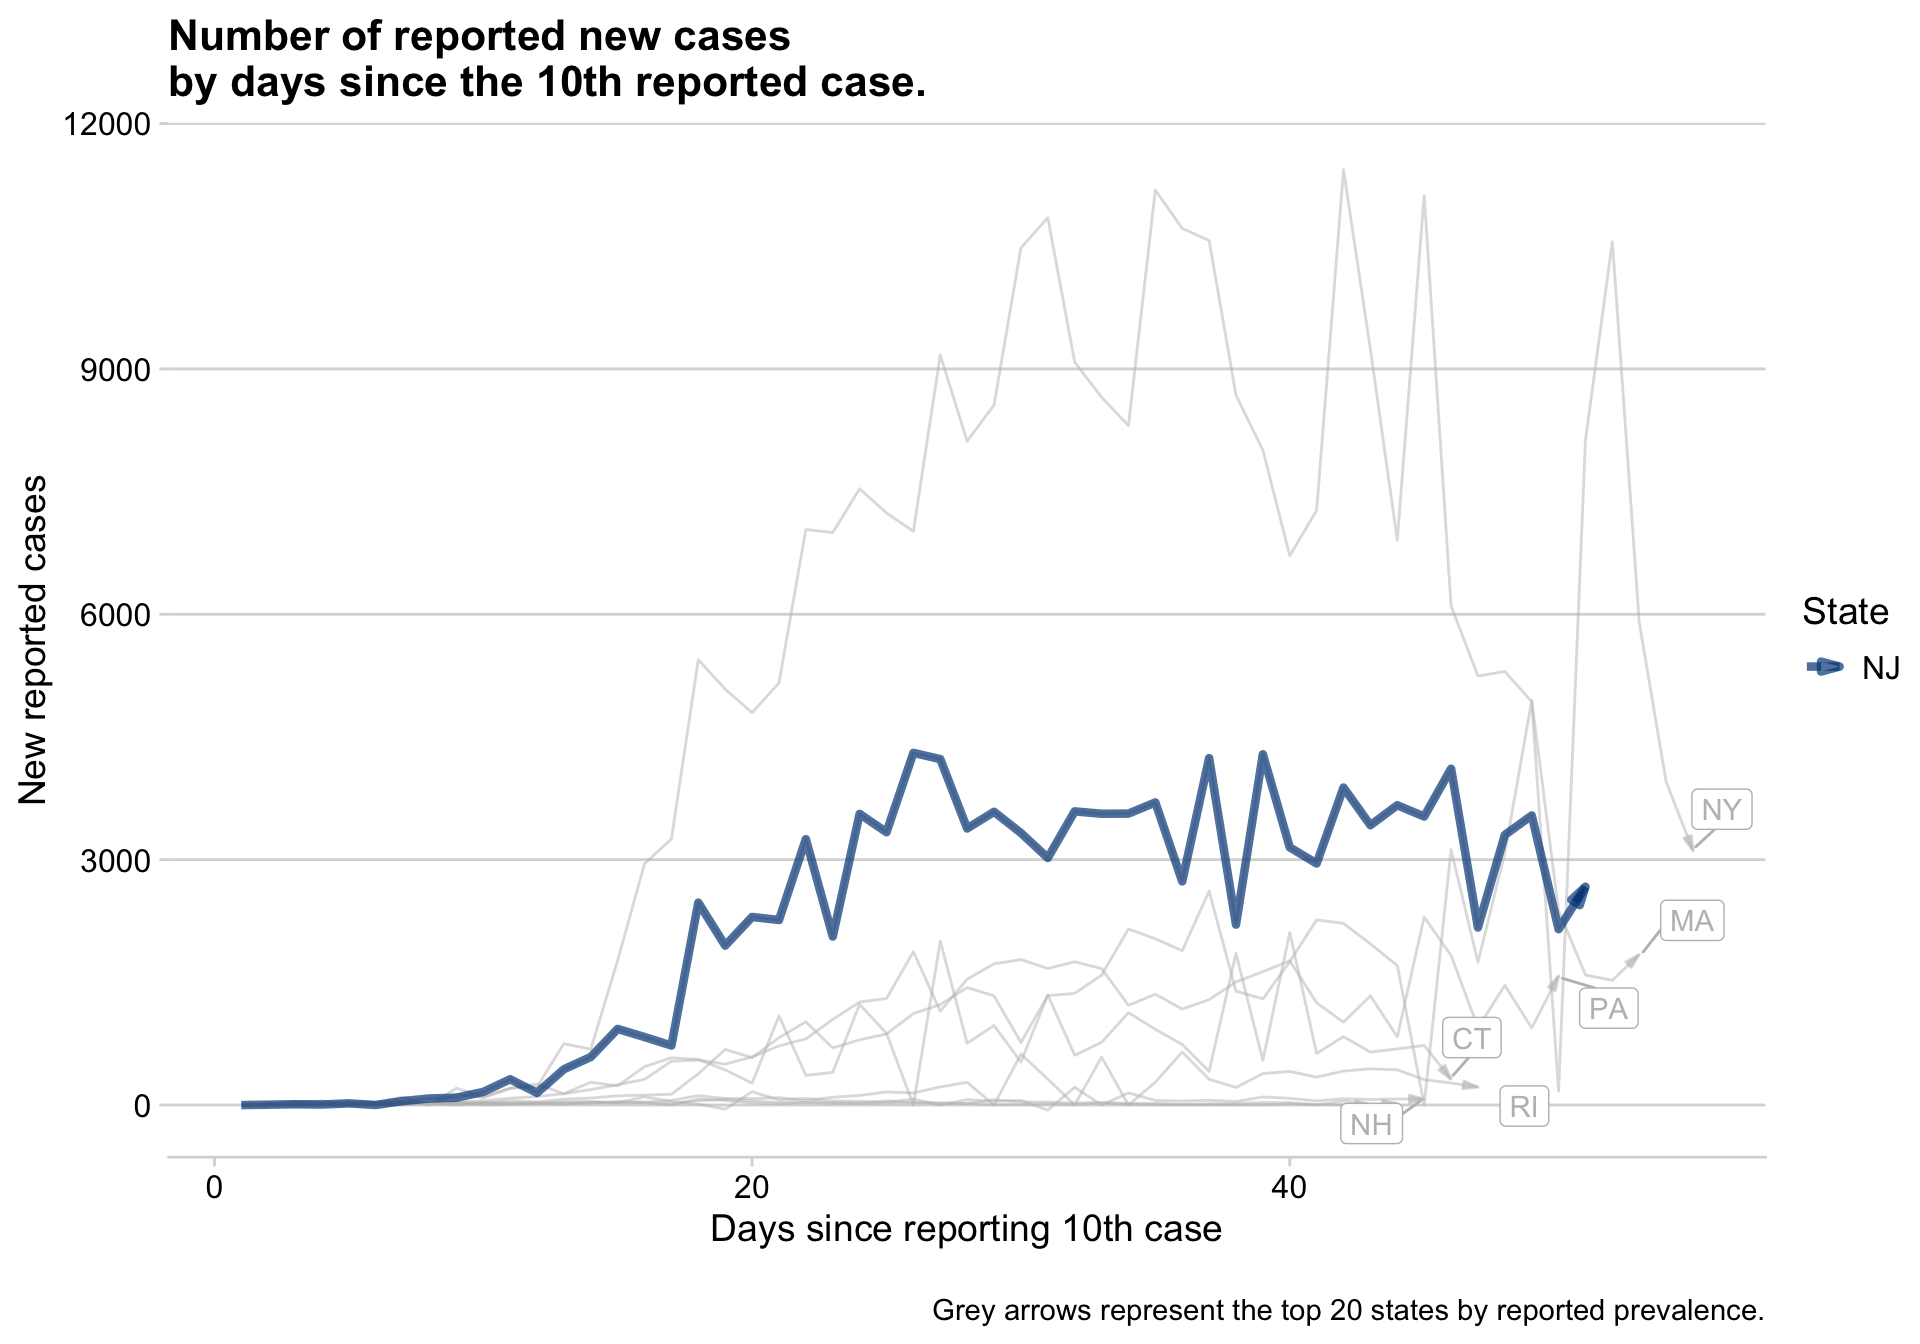 Number of reported new cases
by days since the 10th reported case.
12000
9000
6000
3000
0
New reported cases
NY
MA
PA
CT
RI
NH
State
NJ
0 20 40
Days since reporting 10th case
Grey arrows represent the top 20 states by reported prevalence.